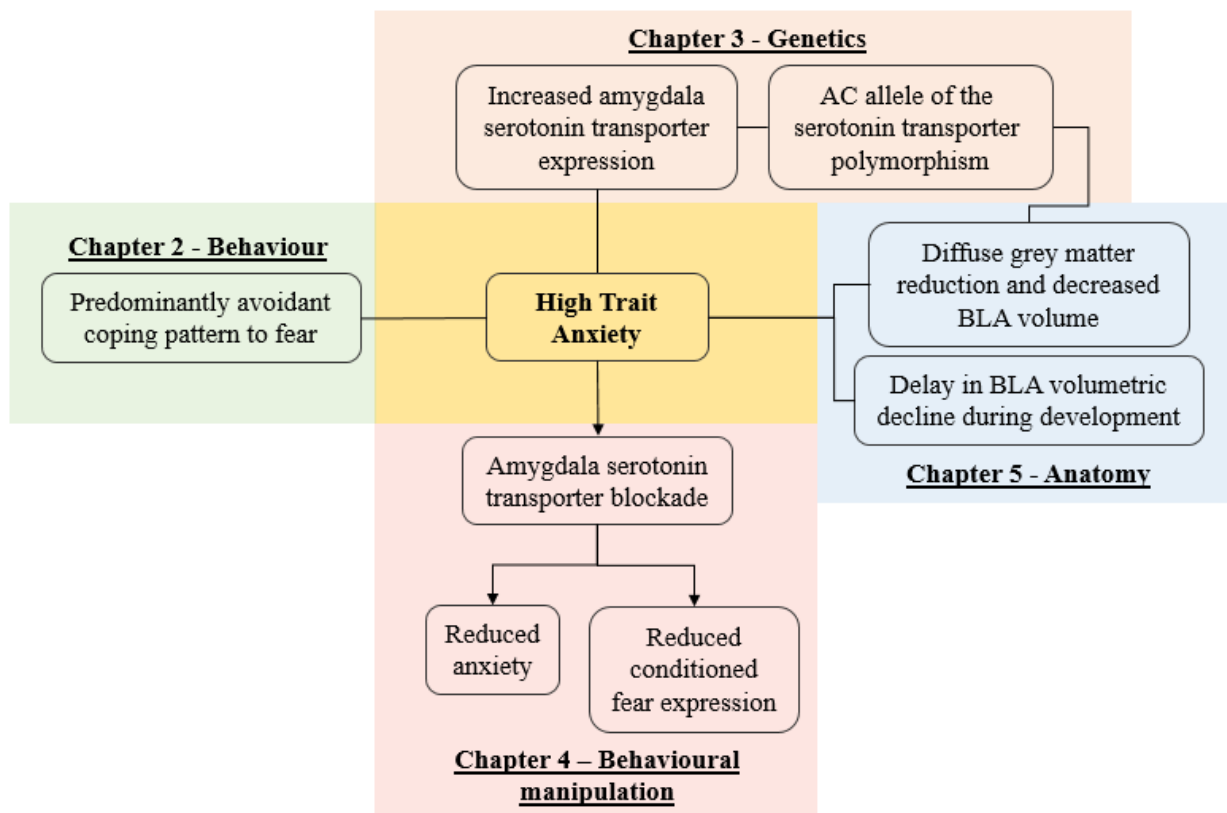 Chapter 3 - Genetics
Increased amygdala
serotonin transporter
expression
AC allele of the
serotonin transporter
polymorphism
Chapter 2 - Behaviour
Predominantly avoidant
coping pattern to fear
High Trait
Anxiety
Diffuse grey matter
reduction and decreased
BLA volume
Delay in BLA volumetric
decline during development
Chapter 5 - Anatomy
Amygdala serotonin
transporter blockade
Reduced
anxiety
Reduced
conditioned
fear expression
Chapter 4 – Behavioural
manipulation